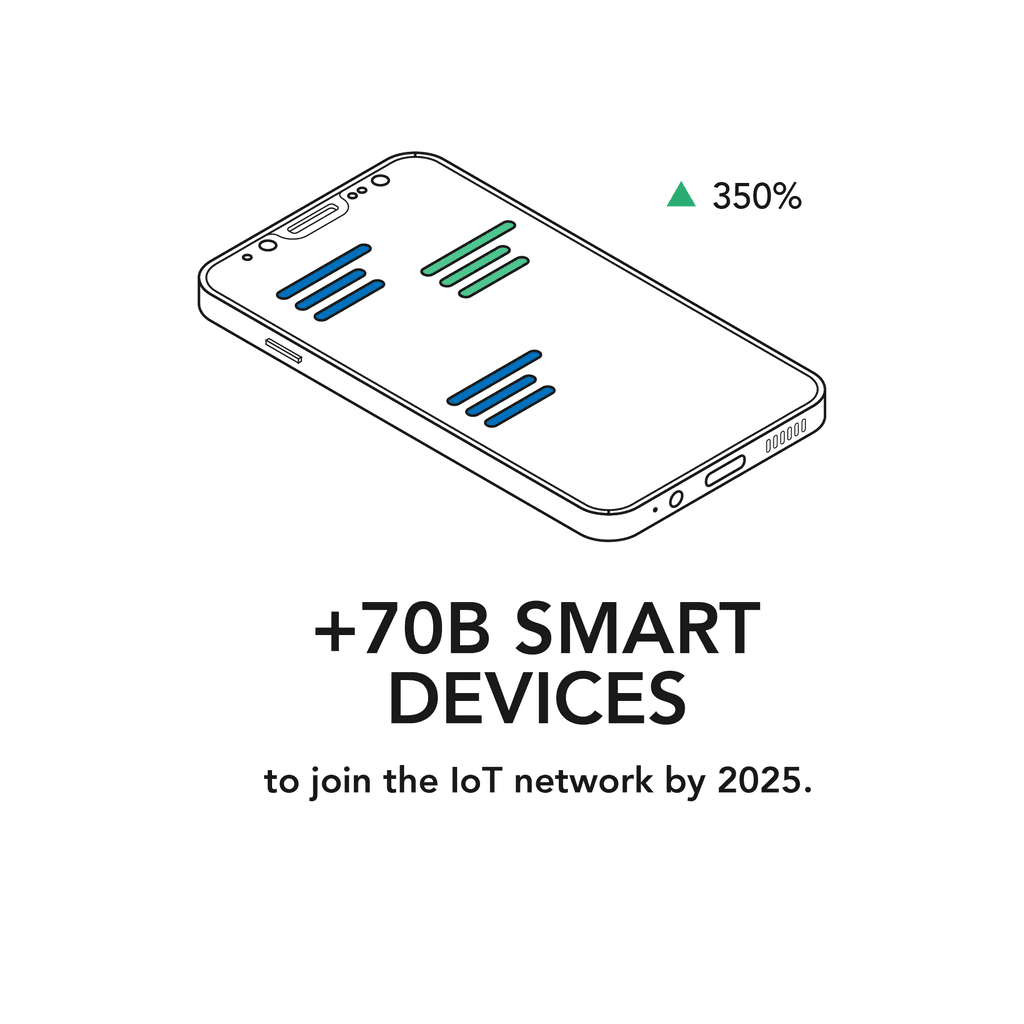 350%
+70B SMART
DEVICES
to join the IoT network by 2025.